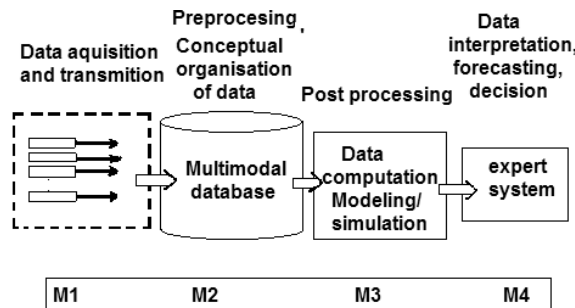 Data aquisition
and transmition
Preprocesing,
Conceptual
organisation
of data
Post processing
Data
interpretation,
forecasting,
decision
Multimodal
database
Data
computation
Modeling/
simulation
expert
system
M1 M2 M3 M4